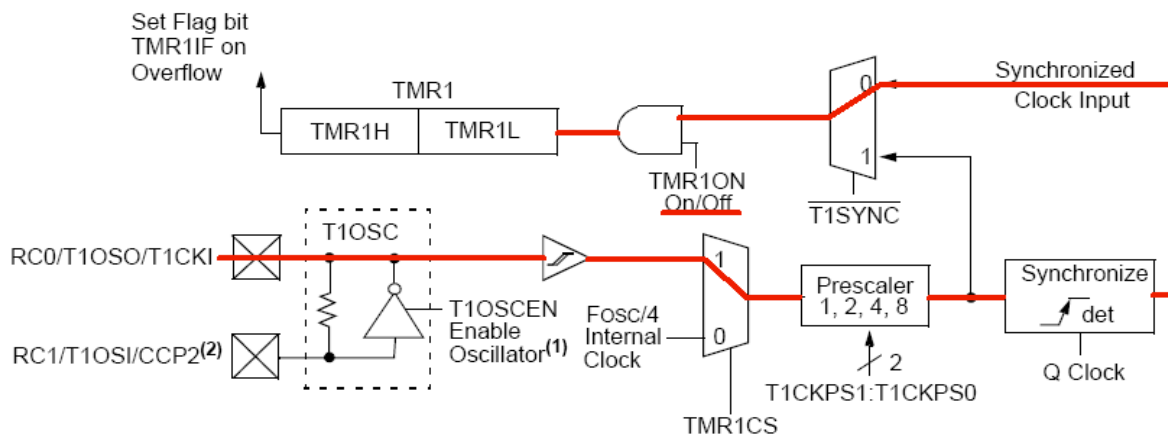 Set Flag bit
TMR1IF on
Overflow
TMR1
TMR1H
TMR1L
0
Synchronized
Clock Input
1
TMR1ON
On/Off
T1SYNC
T1OSC
RC0/T1OSO/T1CKI
1
Prescaler
1, 2, 4, 8
Synchronize
det
T1OSCEN
Enable
Oscillator(1)
FOSC/4
Internal
Clock
0
RC1/T1OSI/CCP2(2)
2
Q Clock
T1CKPS1:T1CKPS0
TMR1CS